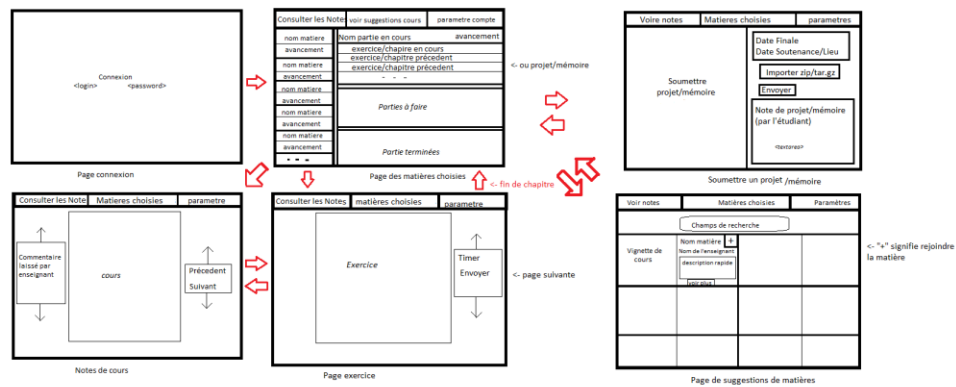 Connexion
<login> <password>
Page connexion
Consulter les Notes voir suggestions cours parametre compte
nom matiere
avancement
nom matiere
avancement
nom matiere
avancement
nom matiere
avancement
nom matiere
avancement
- - -
Nom partie en cours avancement
exercice/chapire en cours
exercice/chapitre précedent
exercice/chapitre précedent
- - -
Parties à faire
Partie terminées
<- ou projet/mémoire
Page des matières choisies
<- fin de chapitre
Voire notes Matieres choisies parametres
Soumettre
projet/mémoire
Date Finale
Date Soutenance/Lieu
Importer zip/tar.gz
Envoyer
Note de projet/mémoire
(par l'étudiant)
<textarea>
Soumettre un projet /mémoire
Consulter les Note Matieres choisies parametre
Commentaire
laissé par
enseignant
cours
Précedent
Suivant
Notes de cours
Consulter les Notes matières choisies parametre
Exercice
Timer
Envoyer
<- page suivante
Page exercice
Voir notes Matières choisies Paramètres
Champs de recherche
Vignette de
cours
Nom matière +
Nom de l'enseignant
description rapide
voir plus
<- "+" signifie rejoindre
la matière
Page de suggestions de matières